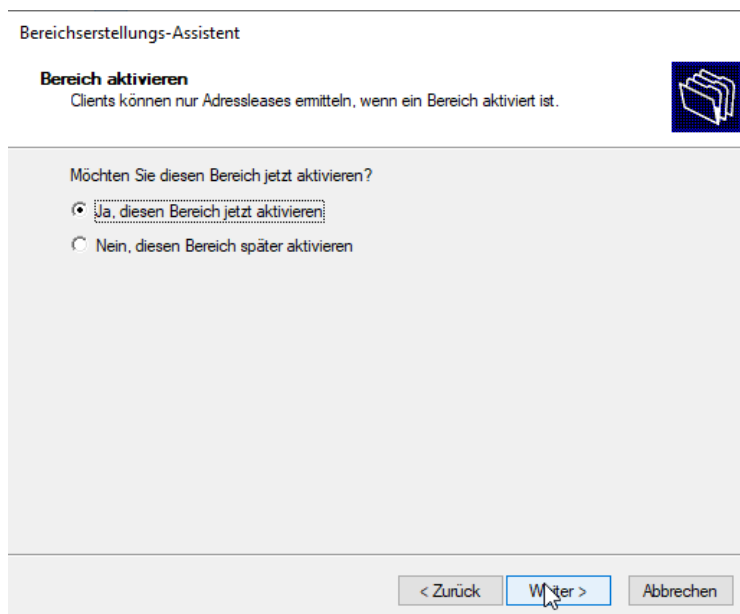 Bereichserstellungs-Assistent
Bereich aktivieren
Clients können nur Adressleases ermitteln, wenn ein Bereich aktiviert ist.
Möchten Sie diesen Bereich jetzt aktivieren?
Ja, diesen Bereich jetzt aktivieren
Nein, diesen Bereich später aktivieren
< Zurück Weiter > Abbrechen